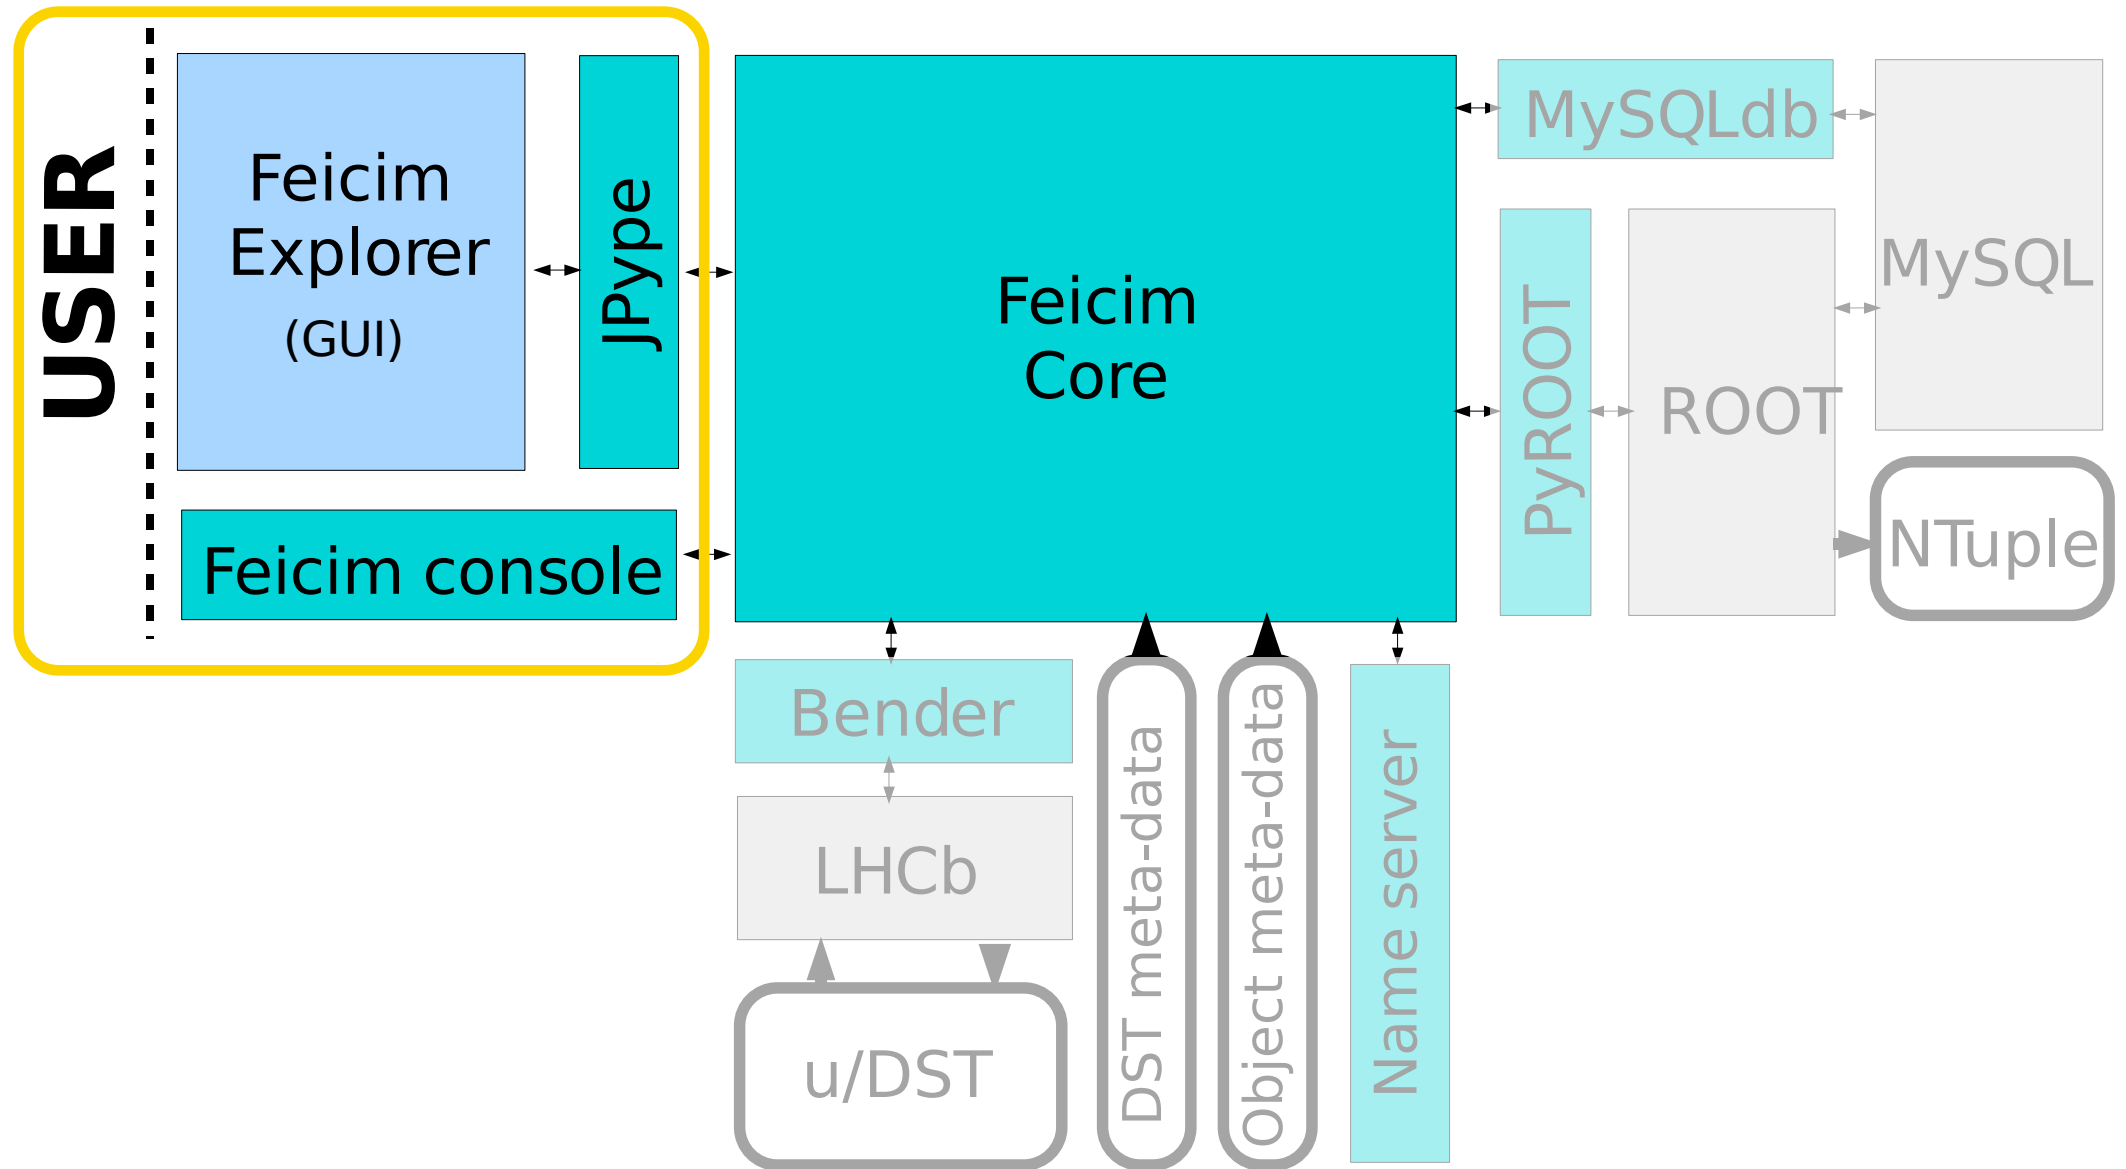 USER
Feicim
Explorer
(GUI)
JPype
Feicim console
Feicim
Core
MySQLdb
MySQL
PyROOT
ROOT
NTuple
Bender
LHCb
u/DST
DST meta-data
Object meta-data
Name server